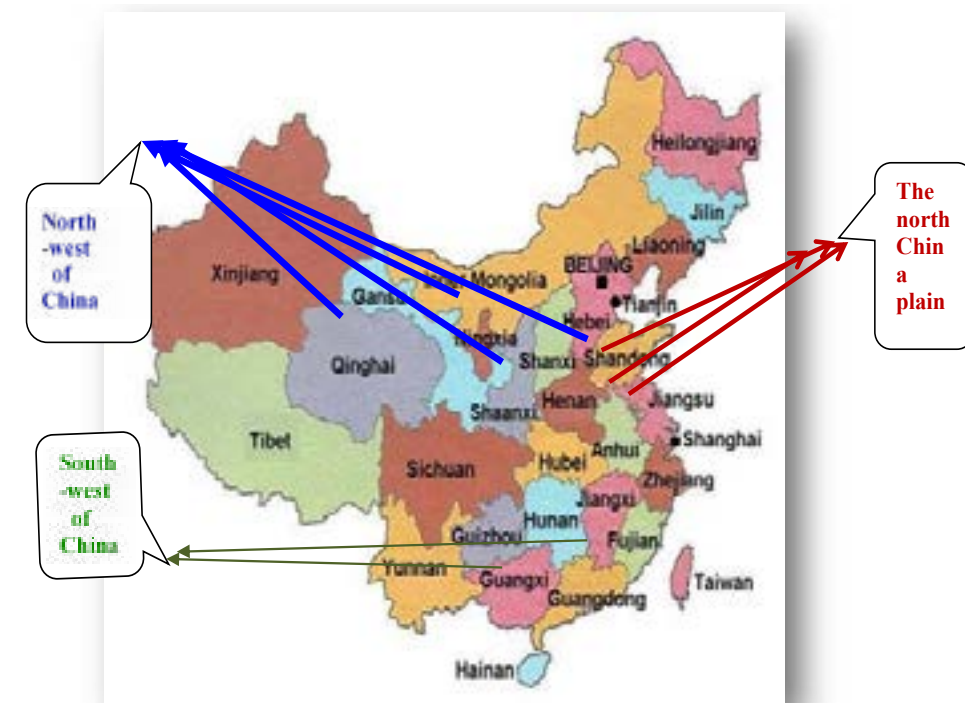 Heilongjiang
Jilin
Liaoning
BEIJING
Tianjin
Hebei
Inner Mongolia
Xinjiang
Gansu
Ningxia
Qinghai
Shanxi
Shandong
Shaanxi
Henan
Jiangsu
Tibet
Anhui
Shanghai
Sichuan
Hubei
Zhejiang
Jiangxi
Hunan
Guizhou
Fujian
Yunnan
Guangxi
Guangdong
Taiwan
Hainan
North
-west
of
China
South
-west
of
China
The
north
Chin
a
plain